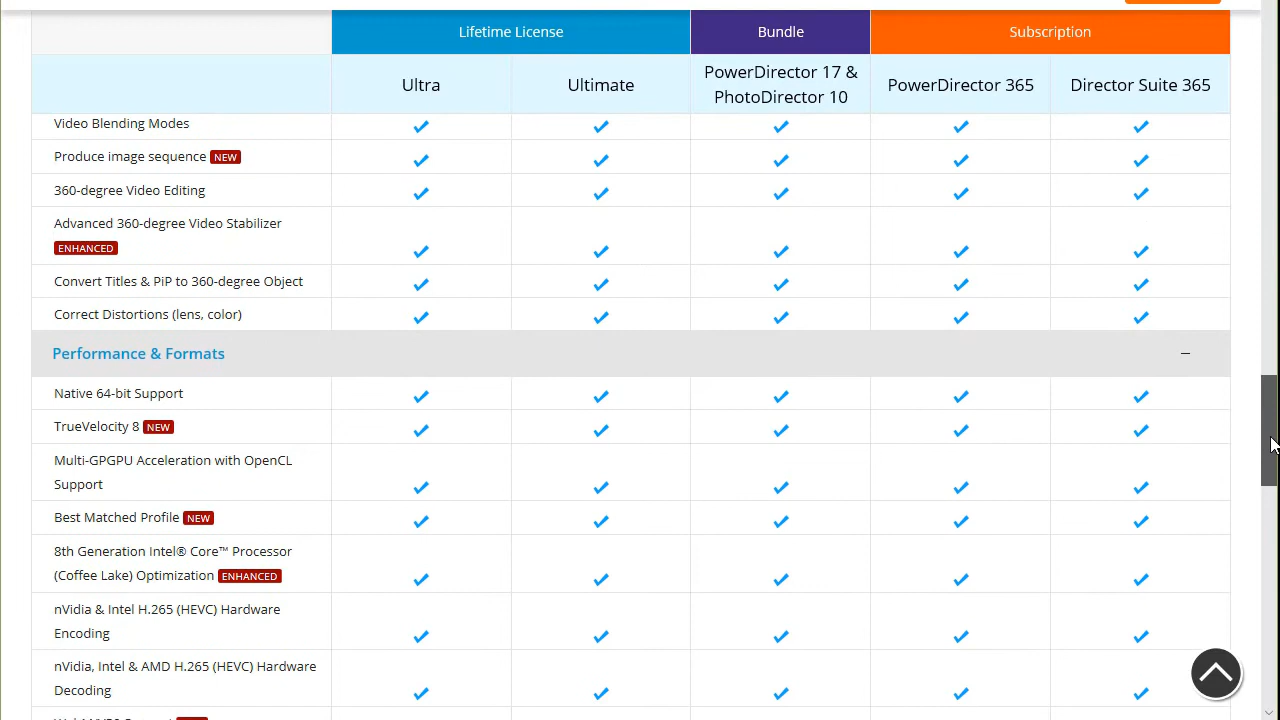 Lifetime License Bundle Subscription
Ultra Ultimate PowerDirector 17 & PhotoDirector 10 PowerDirector 365 Director Suite 365
Video Blending Modes
Produce image sequence NEW
360-degree Video Editing
Advanced 360-degree Video Stabilizer
ENHANCED
Convert Titles & PiP to 360-degree Object
Correct Distortions (lens, color)
Performance & Formats
Native 64-bit Support
TrueVelocity 8 NEW
Multi-GPGPU Acceleration with OpenCL
Support
Best Matched Profile NEW
8th Generation Intel® Core™ Processor
(Coffee Lake) Optimization ENHANCED
nVidia & Intel H.265 (HEVC) Hardware
Encoding
nVidia, Intel & AMD H.265 (HEVC) Hardware
Decoding